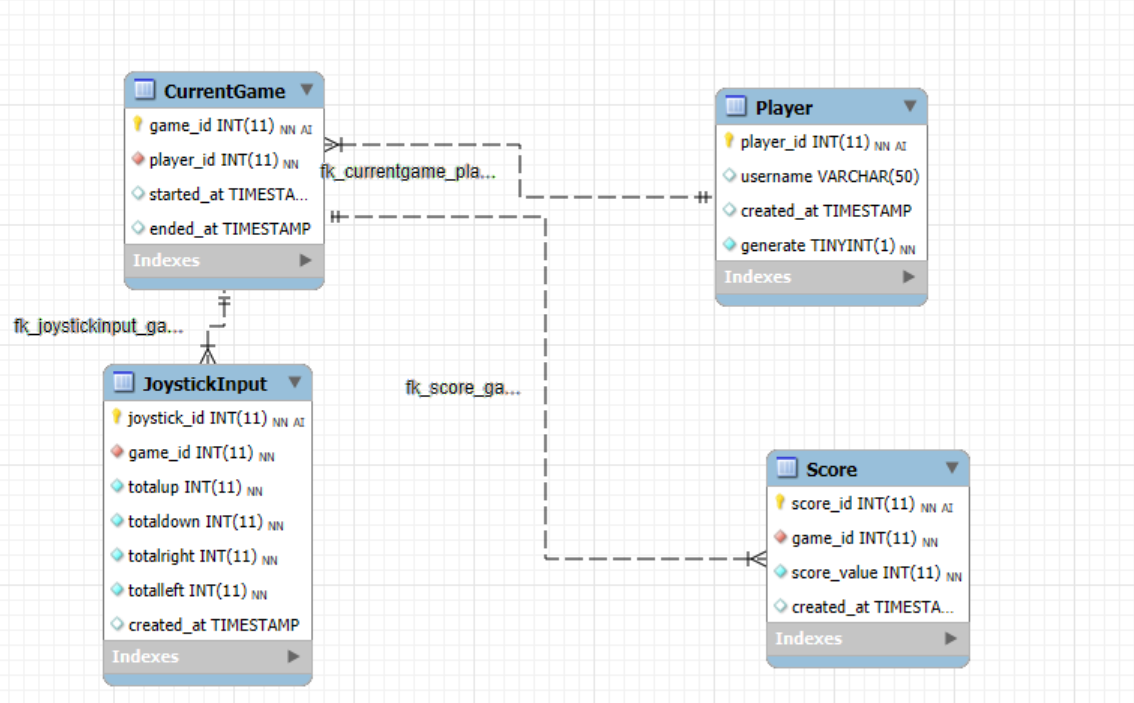 CurrentGame
game_id INT(11) NN AI
player_id INT(11) NN
started_at TIMESTA...
ended_at TIMESTAMP
Indexes
fk_currentgame_pla...
Player
player_id INT(11) NN AI
username VARCHAR(50)
created_at TIMESTAMP
generate TINYINT(1) NN
Indexes
fk_joystickinput_ga...
JoystickInput
joystick_id INT(11) NN AI
game_id INT(11) NN
totalup INT(11) NN
totaldown INT(11) NN
totalright INT(11) NN
totalleft INT(11) NN
created_at TIMESTAMP
Indexes
fk_score_ga...
Score
score_id INT(11) NN AI
game_id INT(11) NN
score_value INT(11) NN
created_at TIMESTA...
Indexes